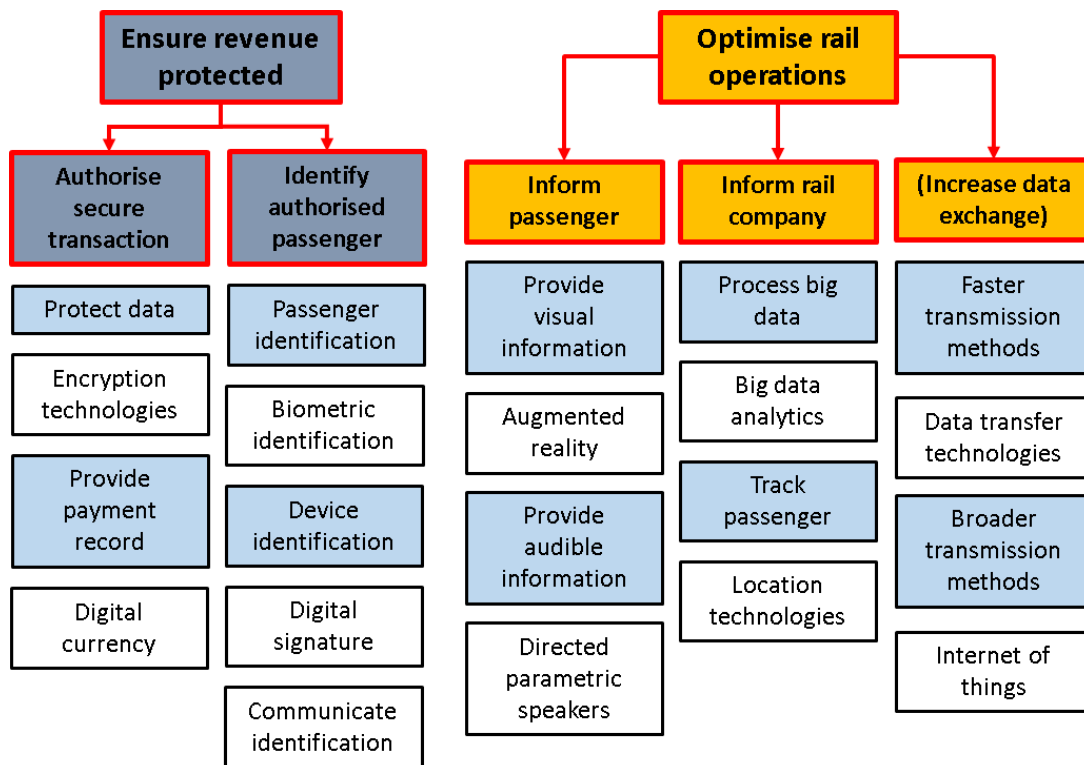 Ensure revenue
protected
Authorise
secure
transaction
Protect data
Encryption
technologies
Provide
payment
record
Digital
currency
Identify
authorised
passenger
Passenger
identification
Biometric
identification
Device
identification
Digital
signature
Communicate
identification
Optimise rail
operations
Inform
passenger
Provide
visual
information
Augmented
reality
Provide
audible
information
Directed
parametric
speakers
Inform rail
company
Process big
data
Big data
analytics
Track
passenger
Location
technologies
(Increase data
exchange)
Faster
transmission
methods
Data transfer
technologies
Broader
transmission
methods
Internet of
things